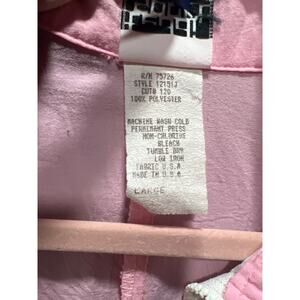 R/N 75726
STYLE 12151J
CUT# 120
100% POLYESTER
MACHINE WASH COLD
PERMANENT PRESS
NON-CHLORINE
BLEACH
TUMBLE DRY
LOW IRON
FABRIC U.S.A.
MADE IN U.S.A.
LARGE